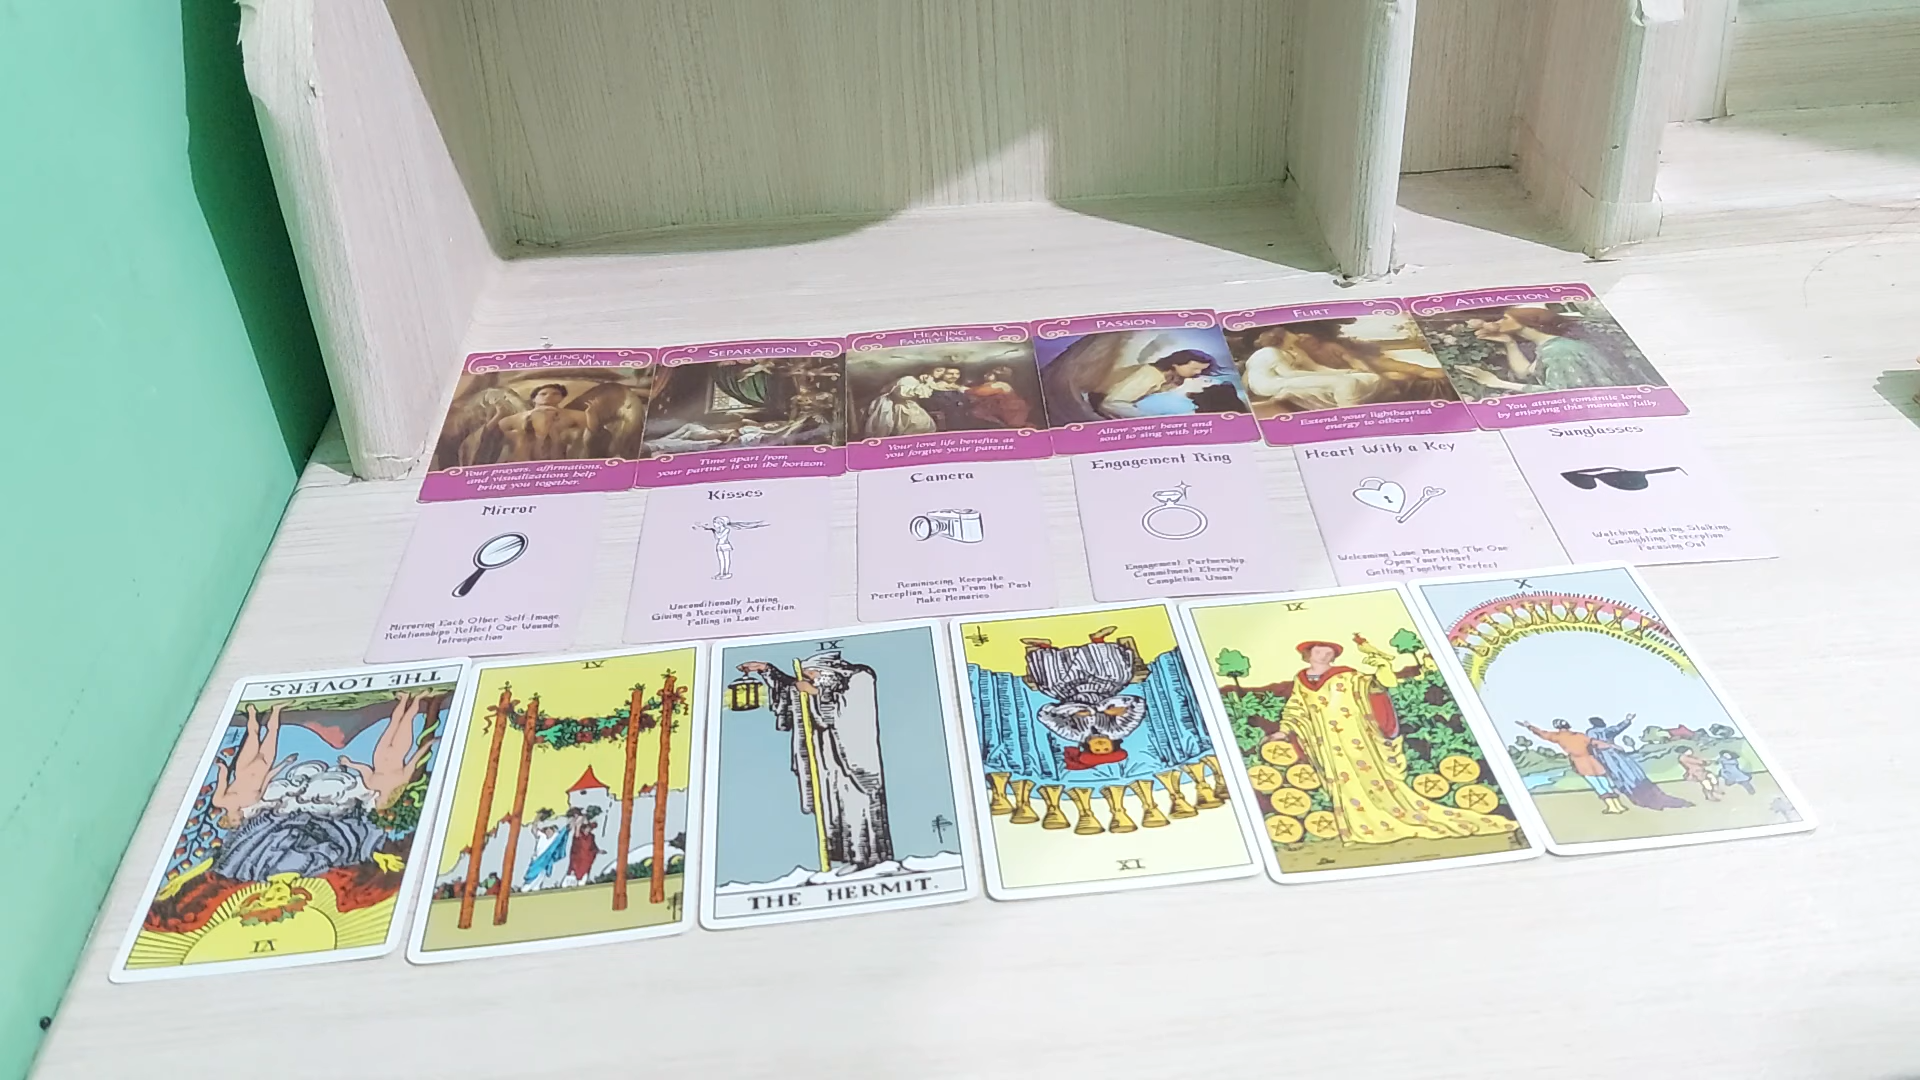 CALLING IN
YOUR SOUL MATE
Your prayers, affirmations,
and visualizations help
bring you together.
SEPARATION
Time apart from
your partner is on the horizon.
HEALING
FAMILY ISSUES
Your love life benefits as
you forgive your parents.
PASSION
Allow your heart and
soul to sing with joy!
FLIRT
Extend your lighthearted
energy to others!
ATTRACTION
You attract romantic love
by enjoying this moment fully.
Mirror
Mirroring Each Other. Self Image.
Relationships Reflect Our Wounds.
Introspection
Kisses
Unconditionally Loving.
Giving & Receiving Affection.
Falling in Love
Camera
Reminiscing. Keepsake.
Perception. Learn From the Past
Make Memories
Engagement Ring
Engagement. Partnership.
Commitment. Eternity
Completion. Union
Heart With a Key
Welcoming Love. Meeting The One
Open Your Heart
Getting Together. Perfect
Sunglasses
Watching. Looking. Stalking.
Gaslighting. Perception
Focusing Out
THE LOVERS.
VI
IV
IX
THE HERMIT.
IX
IX
X